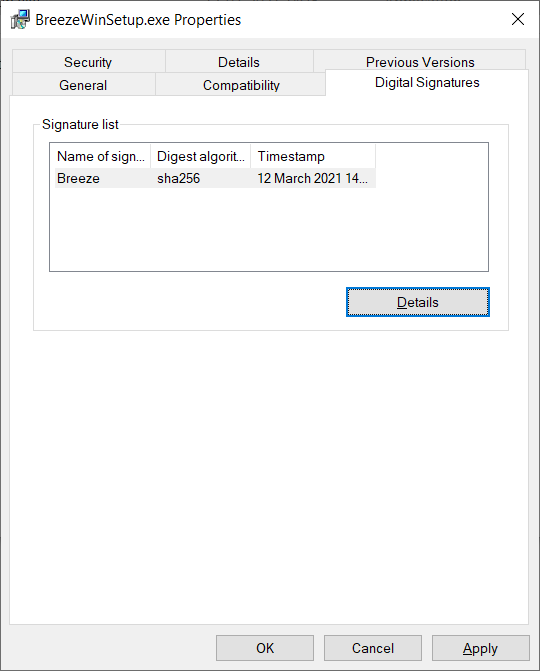 BreezeWinSetup.exe Properties
Security Details Previous Versions
General Compatibility Digital Signatures
Signature list
Name of sign... Digest algorit... Timestamp
Breeze sha256 12 March 2021 14...
Details
OK Cancel Apply